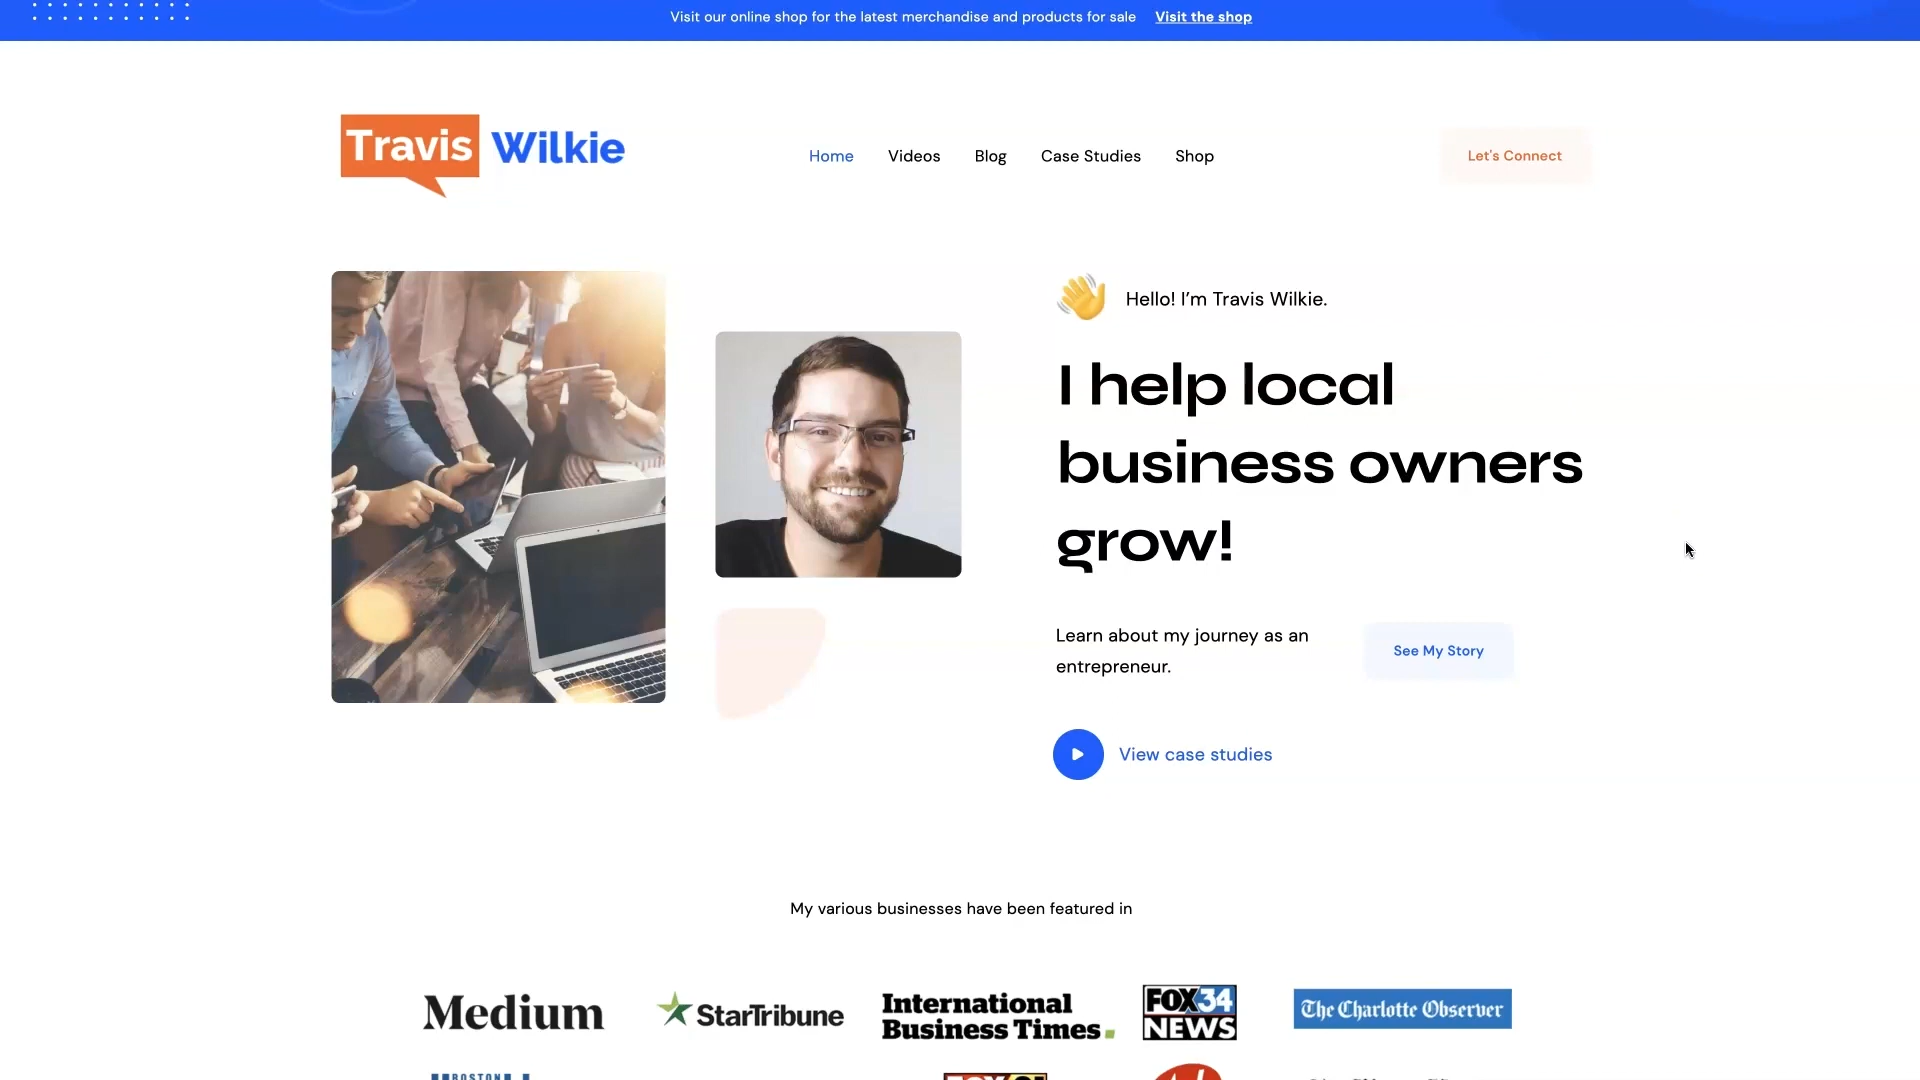 Visit our online shop for the latest merchandise and products for sale Visit the shop
Travis Wilkie
Home Videos Blog Case Studies Shop
Let's Connect
Hello! I’m Travis Wilkie.
I help local
business owners
grow!
Learn about my journey as an
entrepreneur.
See My Story
View case studies
My various businesses have been featured in
Medium
StarTribune
International
Business Times
FOX34
NEWS
The Charlotte Observer
BOSTON